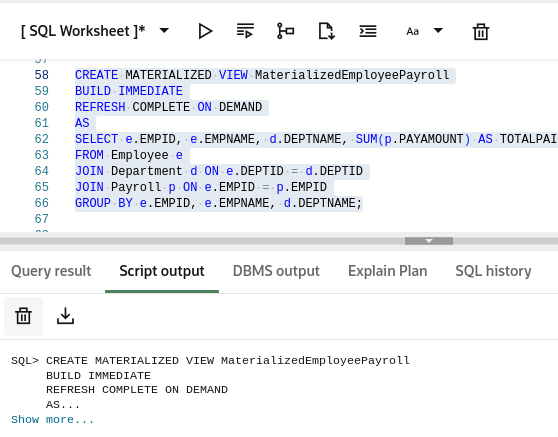 [ SQL Worksheet ]*
Aa
58 CREATE MATERIALIZED VIEW MaterializedEmployeePayroll
59 BUILD IMMEDIATE
60 REFRESH COMPLETE ON DEMAND
61 AS
62 SELECT e.EMPID, e.EMPNAME, d.DEPTNAME, SUM(p.PAYAMOUNT) AS TOTALPAI
63 FROM Employee e
64 JOIN Department d ON e.DEPTID = d.DEPTID
65 JOIN Payroll p ON e.EMPID = p.EMPID
66 GROUP BY e.EMPID, e.EMPNAME, d.DEPTNAME;
67
Query result Script output DBMS output Explain Plan SQL history
SQL> CREATE MATERIALIZED VIEW MaterializedEmployeePayroll
BUILD IMMEDIATE
REFRESH COMPLETE ON DEMAND
AS...
Show more...